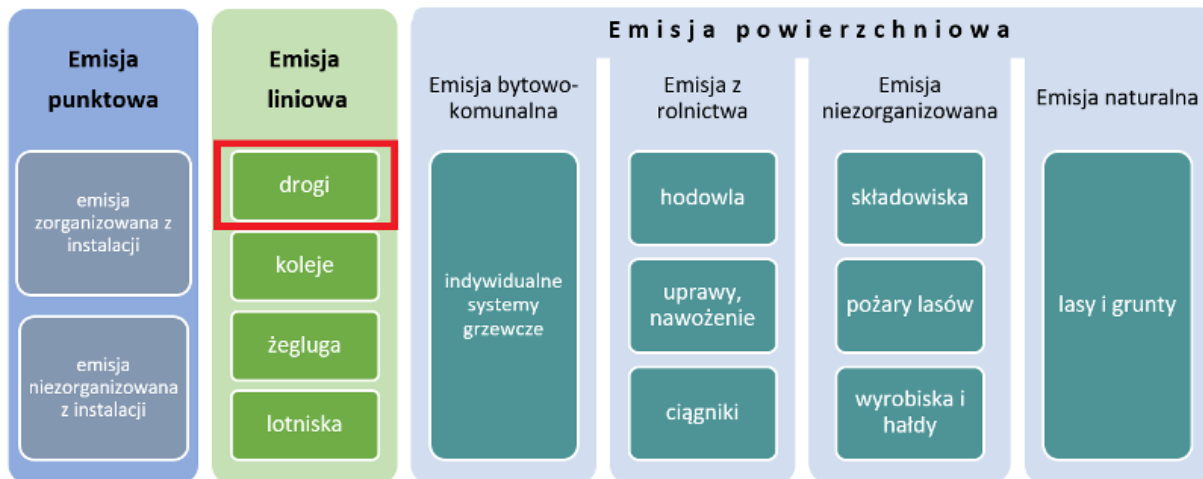 Emisja
punktowa
emisja
zorganizowana z
instalacji
emisja
niezorganizowana
z instalacji
Emisja
liniowa
drogi
koleje
żegluga
lotniska
Emisja powierzchniowa
Emisja bytowo-
komunalna
indywidualne
systemy
grzewcze
Emisja z
rolnictwa
hodowla
uprawy,
nawożenie
ciągniki
Emisja
niezorganizowana
składowiska
pożary lasów
wyrobiska i
hałdy
Emisja naturalna
lasy i grunty